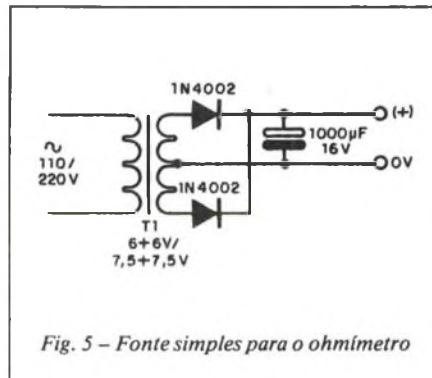 1N4002
(+)
1000µF
16V
0V
110/
220V
1N4002
T1
6+6V/
7,5+7,5V
Fig. 5 – Fonte simples para o ohmímetro